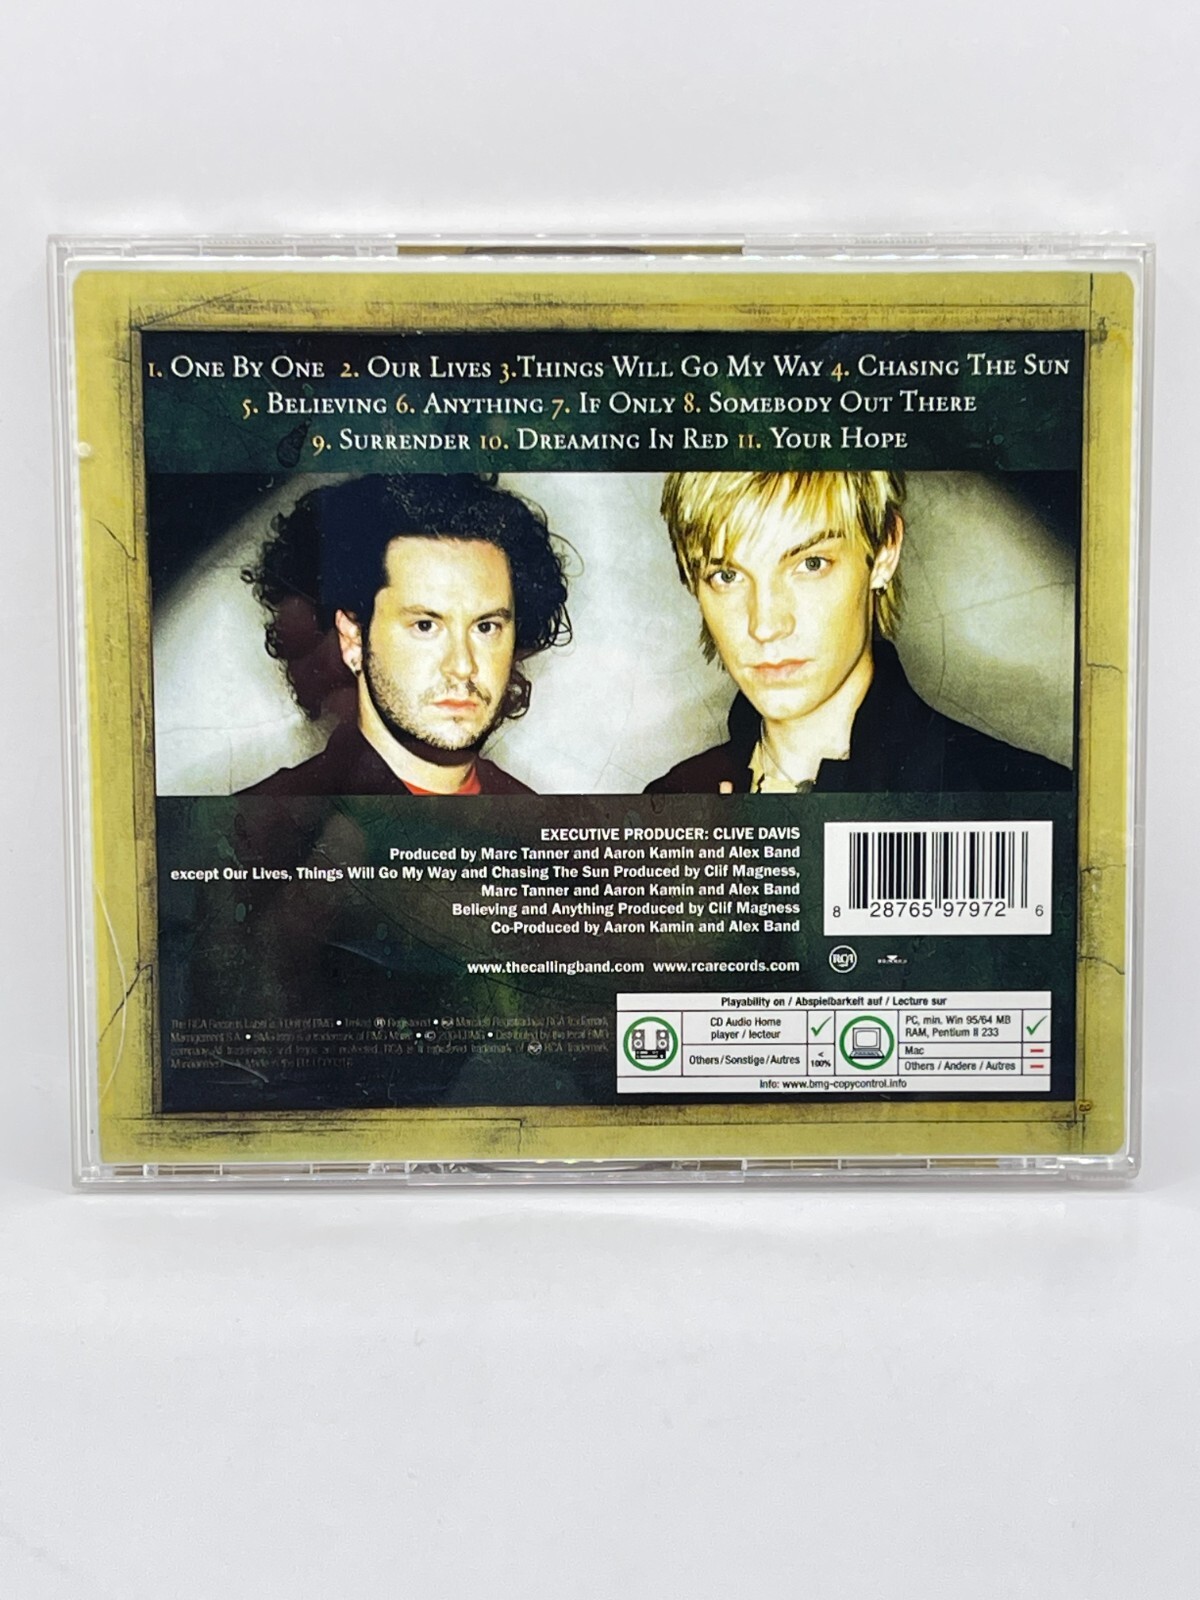 1. ONE BY ONE 2. OUR LIVES 3. THINGS WILL GO MY WAY 4. CHASING THE SUN
5. BELIEVING 6. ANYTHING 7. IF ONLY 8. SOMEBODY OUT THERE
9. SURRENDER 10. DREAMING IN RED 11. YOUR HOPE
EXECUTIVE PRODUCER: CLIVE DAVIS
Produced by Marc Tanner and Aaron Kamin and Alex Band
except Our Lives, Things Will Go My Way and Chasing The Sun Produced by Clif Magness,
Marc Tanner and Aaron Kamin and Alex Band
Believing and Anything Produced by Clif Magness
Co-Produced by Aaron Kamin and Alex Band
8 28765 97972 6
www.thecallingband.com www.rcarecords.com
RCA
Playability on / Abspielbarkeit auf / Lecture sur
CD Audio Home
player / lecteur
Others/Sonstige/Autres
<
100%
PC, min. Win 95/64 MB
RAM, Pentium II 233
Mac
Others / Andere / Autres
Info: www.bmg-copycontrol.info